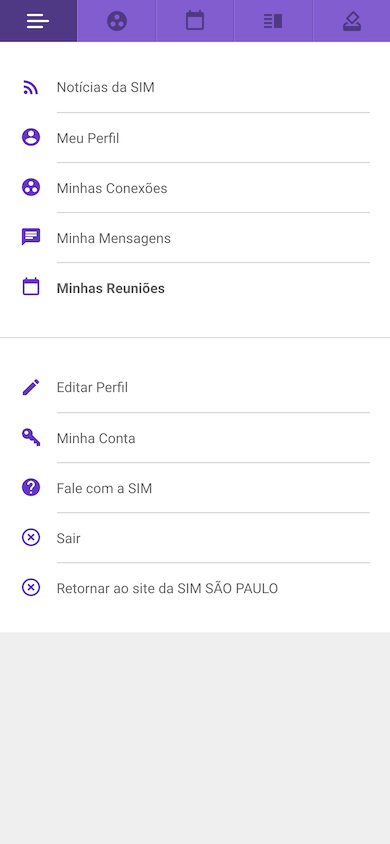 Notícias da SIM
Meu Perfil
Minhas Conexões
Minha Mensagens
Minhas Reuniões
Editar Perfil
Minha Conta
Fale com a SIM
Sair
Retornar ao site da SIM SÃO PAULO